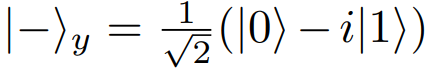 |−⟩_y = 1/√2(|0⟩ − i|1⟩)